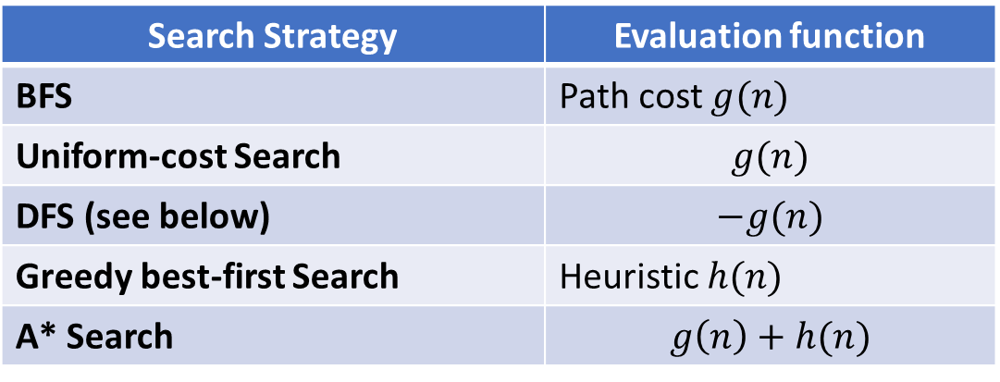 Search Strategy Evaluation function
BFS Path cost g(n)
Uniform-cost Search g(n)
DFS (see below) −g(n)
Greedy best-first Search Heuristic h(n)
A* Search g(n) + h(n)